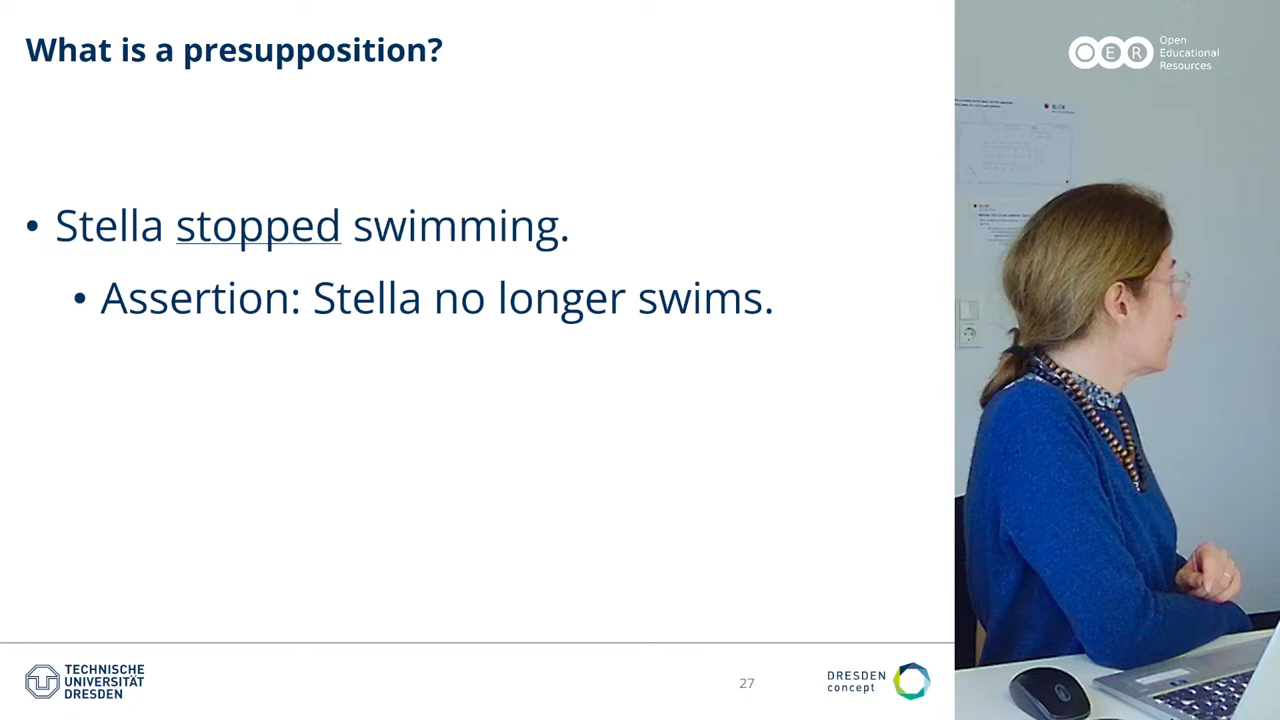 What is a presupposition?
OER Open
Educational
Resources
• Stella stopped swimming.
• Assertion: Stella no longer swims.
TECHNISCHE
UNIVERSITÄT
DRESDEN
27
DRESDEN
concept